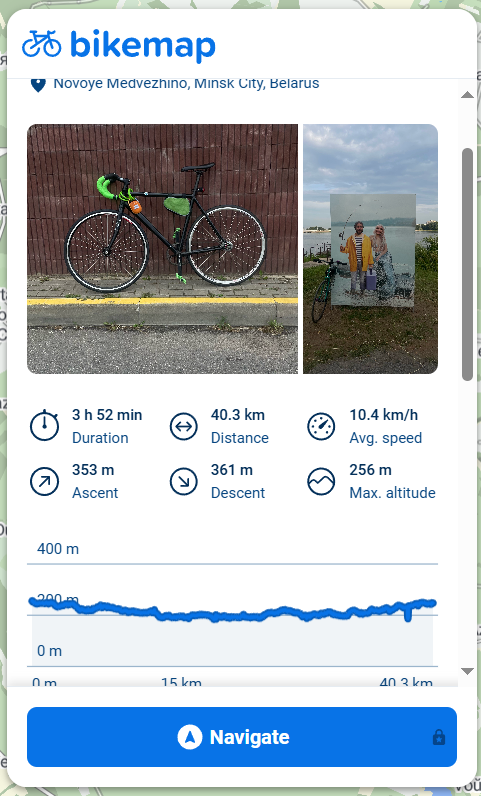 bikemap
Novoye Medvezhino, Minsk City, Belarus
3 h 52 min
Duration
40.3 km
Distance
10.4 km/h
Avg. speed
353 m
Ascent
361 m
Descent
256 m
Max. altitude
400 m
200 m
0 m
0 m 15 km 40.3 km
Navigate